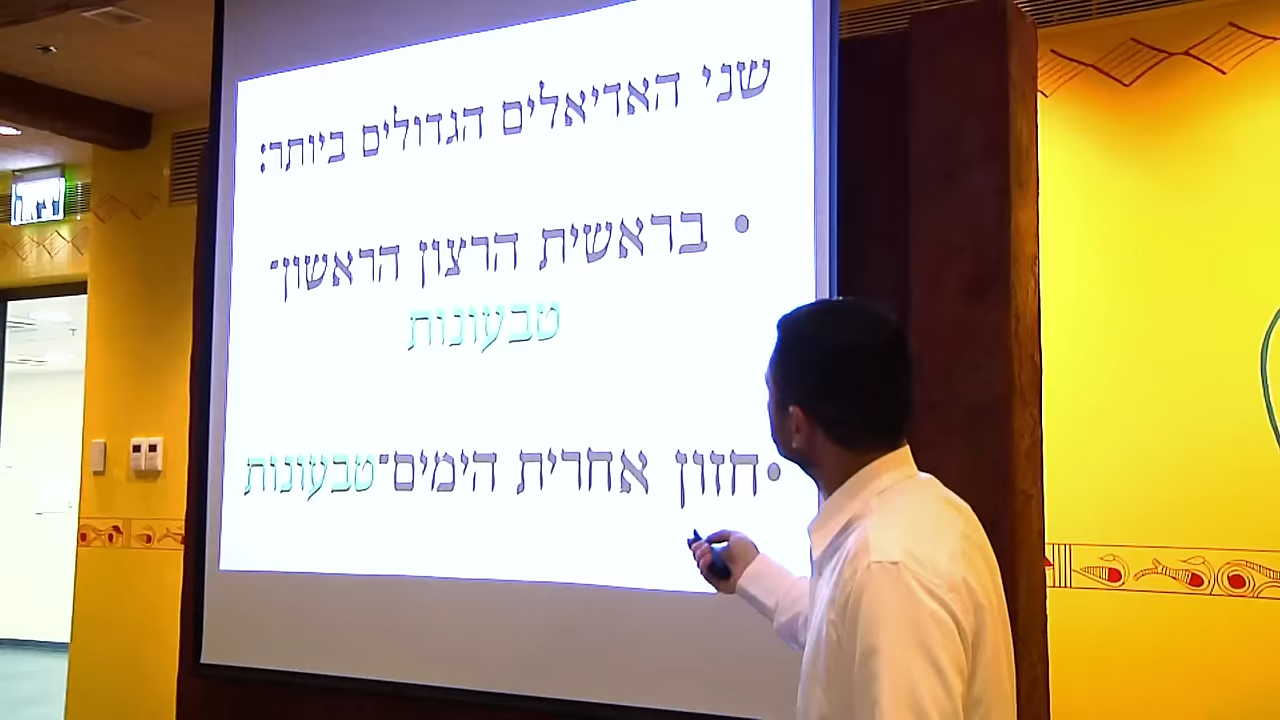 שני האדיאלים הגדולים ביותר:
• בראשית הרצון הראשון-
טבעונות
•חזון אחרית הימים-טבעונות